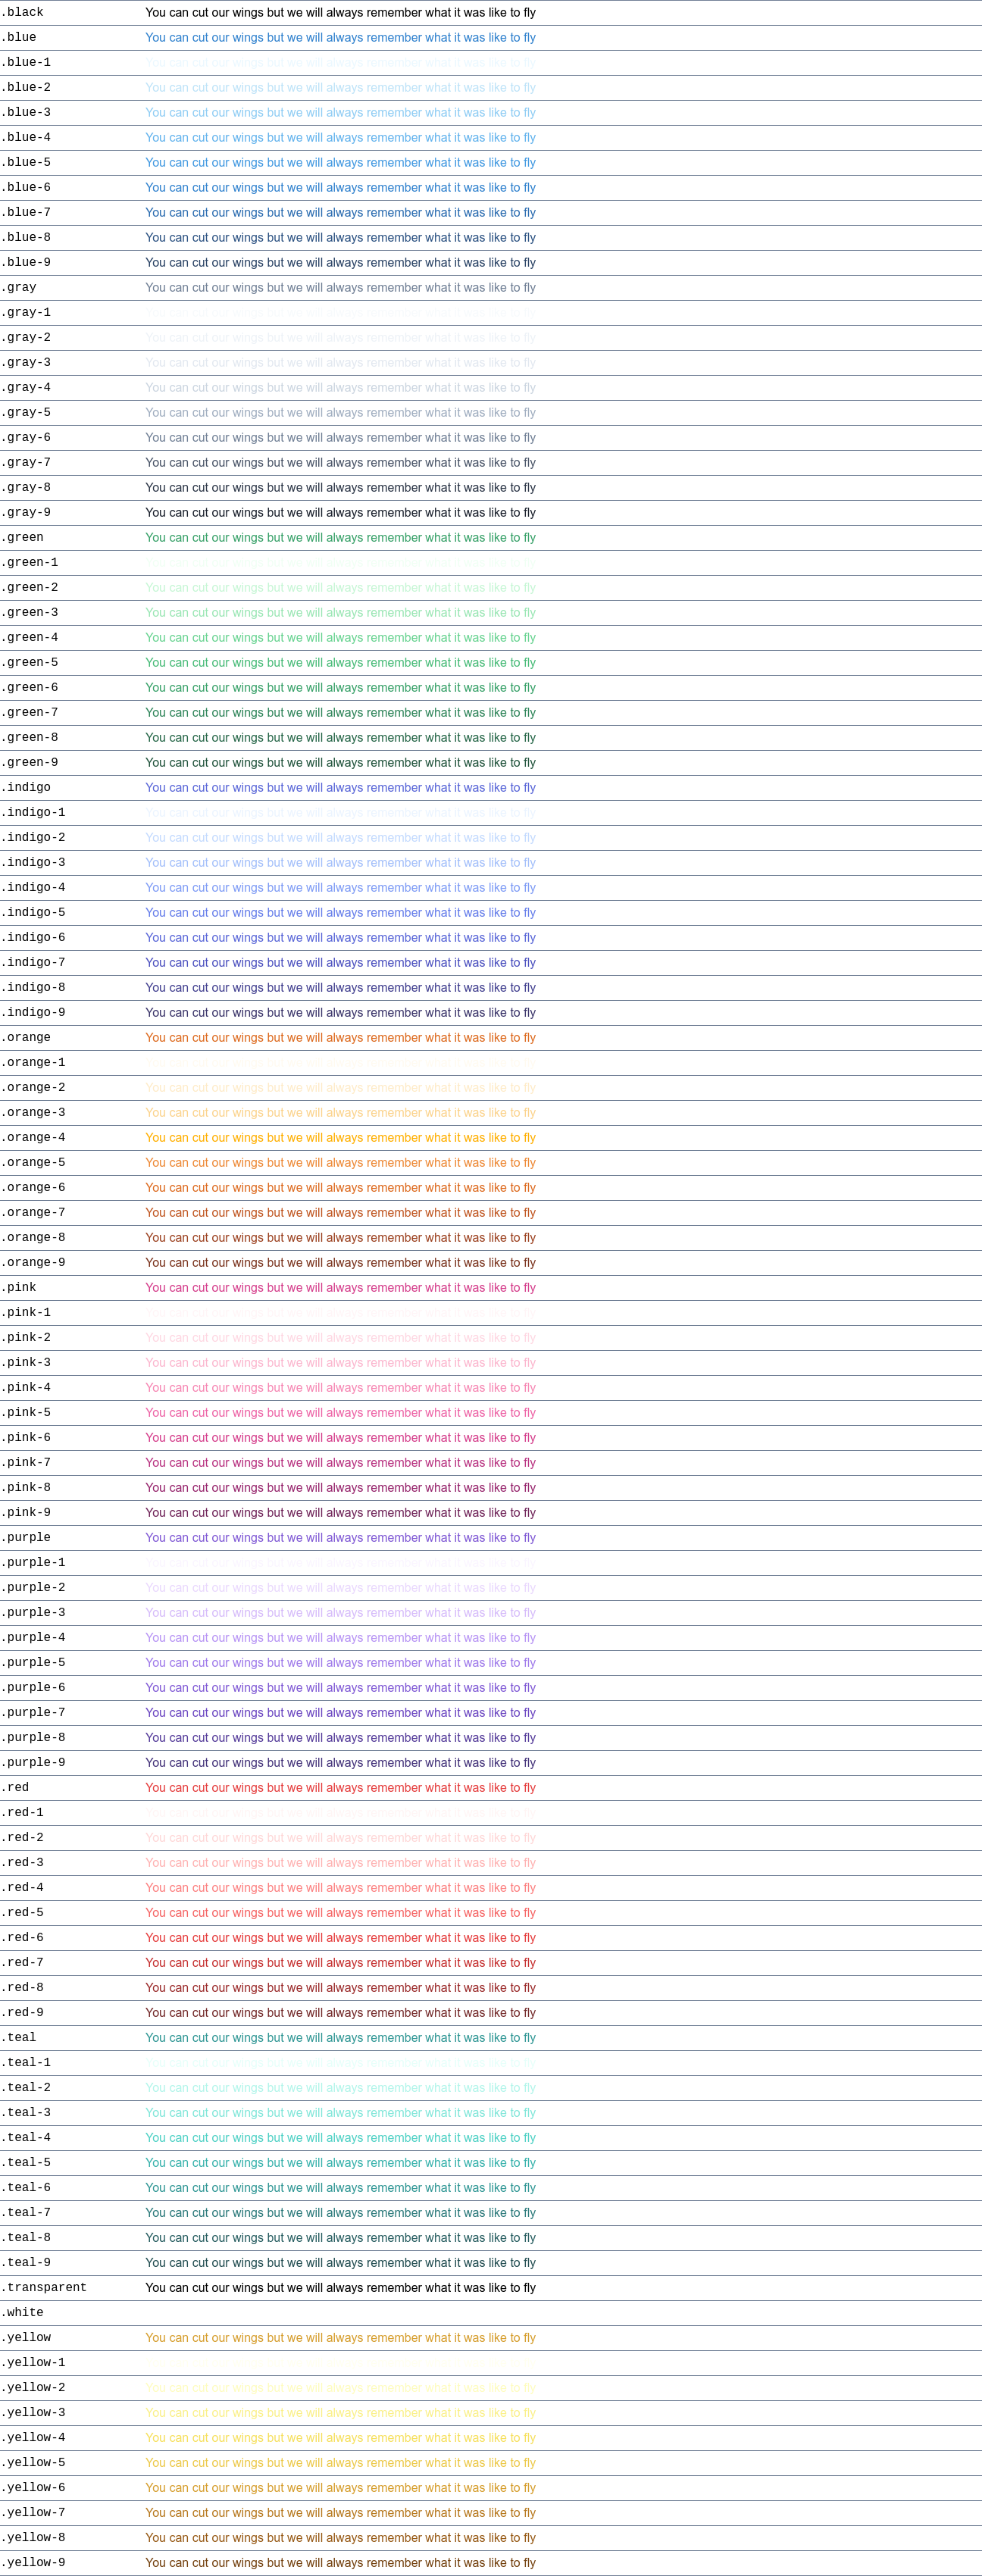 .black You can cut our wings but we will always remember what it was like to fly
.blue You can cut our wings but we will always remember what it was like to fly
.blue-1 You can cut our wings but we will always remember what it was like to fly
.blue-2 You can cut our wings but we will always remember what it was like to fly
.blue-3 You can cut our wings but we will always remember what it was like to fly
.blue-4 You can cut our wings but we will always remember what it was like to fly
.blue-5 You can cut our wings but we will always remember what it was like to fly
.blue-6 You can cut our wings but we will always remember what it was like to fly
.blue-7 You can cut our wings but we will always remember what it was like to fly
.blue-8 You can cut our wings but we will always remember what it was like to fly
.blue-9 You can cut our wings but we will always remember what it was like to fly
.gray You can cut our wings but we will always remember what it was like to fly
.gray-1 You can cut our wings but we will always remember what it was like to fly
.gray-2 You can cut our wings but we will always remember what it was like to fly
.gray-3 You can cut our wings but we will always remember what it was like to fly
.gray-4 You can cut our wings but we will always remember what it was like to fly
.gray-5 You can cut our wings but we will always remember what it was like to fly
.gray-6 You can cut our wings but we will always remember what it was like to fly
.gray-7 You can cut our wings but we will always remember what it was like to fly
.gray-8 You can cut our wings but we will always remember what it was like to fly
.gray-9 You can cut our wings but we will always remember what it was like to fly
.green You can cut our wings but we will always remember what it was like to fly
.green-1 You can cut our wings but we will always remember what it was like to fly
.green-2 You can cut our wings but we will always remember what it was like to fly
.green-3 You can cut our wings but we will always remember what it was like to fly
.green-4 You can cut our wings but we will always remember what it was like to fly
.green-5 You can cut our wings but we will always remember what it was like to fly
.green-6 You can cut our wings but we will always remember what it was like to fly
.green-7 You can cut our wings but we will always remember what it was like to fly
.green-8 You can cut our wings but we will always remember what it was like to fly
.green-9 You can cut our wings but we will always remember what it was like to fly
.indigo You can cut our wings but we will always remember what it was like to fly
.indigo-1 You can cut our wings but we will always remember what it was like to fly
.indigo-2 You can cut our wings but we will always remember what it was like to fly
.indigo-3 You can cut our wings but we will always remember what it was like to fly
.indigo-4 You can cut our wings but we will always remember what it was like to fly
.indigo-5 You can cut our wings but we will always remember what it was like to fly
.indigo-6 You can cut our wings but we will always remember what it was like to fly
.indigo-7 You can cut our wings but we will always remember what it was like to fly
.indigo-8 You can cut our wings but we will always remember what it was like to fly
.indigo-9 You can cut our wings but we will always remember what it was like to fly
.orange You can cut our wings but we will always remember what it was like to fly
.orange-1
.orange-2 You can cut our wings but we will always remember what it was like to fly
.orange-3 You can cut our wings but we will always remember what it was like to fly
.orange-4 You can cut our wings but we will always remember what it was like to fly
.orange-5 You can cut our wings but we will always remember what it was like to fly
.orange-6 You can cut our wings but we will always remember what it was like to fly
.orange-7 You can cut our wings but we will always remember what it was like to fly
.orange-8 You can cut our wings but we will always remember what it was like to fly
.orange-9 You can cut our wings but we will always remember what it was like to fly
.pink You can cut our wings but we will always remember what it was like to fly
.pink-1 You can cut our wings but we will always remember what it was like to fly
.pink-2 You can cut our wings but we will always remember what it was like to fly
.pink-3 You can cut our wings but we will always remember what it was like to fly
.pink-4 You can cut our wings but we will always remember what it was like to fly
.pink-5 You can cut our wings but we will always remember what it was like to fly
.pink-6 You can cut our wings but we will always remember what it was like to fly
.pink-7 You can cut our wings but we will always remember what it was like to fly
.pink-8 You can cut our wings but we will always remember what it was like to fly
.pink-9 You can cut our wings but we will always remember what it was like to fly
.purple You can cut our wings but we will always remember what it was like to fly
.purple-1 You can cut our wings but we will always remember what it was like to fly
.purple-2 You can cut our wings but we will always remember what it was like to fly
.purple-3 You can cut our wings but we will always remember what it was like to fly
.purple-4 You can cut our wings but we will always remember what it was like to fly
.purple-5 You can cut our wings but we will always remember what it was like to fly
.purple-6 You can cut our wings but we will always remember what it was like to fly
.purple-7 You can cut our wings but we will always remember what it was like to fly
.purple-8 You can cut our wings but we will always remember what it was like to fly
.purple-9 You can cut our wings but we will always remember what it was like to fly
.red You can cut our wings but we will always remember what it was like to fly
.red-1 You can cut our wings but we will always remember what it was like to fly
.red-2 You can cut our wings but we will always remember what it was like to fly
.red-3 You can cut our wings but we will always remember what it was like to fly
.red-4 You can cut our wings but we will always remember what it was like to fly
.red-5 You can cut our wings but we will always remember what it was like to fly
.red-6 You can cut our wings but we will always remember what it was like to fly
.red-7 You can cut our wings but we will always remember what it was like to fly
.red-8 You can cut our wings but we will always remember what it was like to fly
.red-9 You can cut our wings but we will always remember what it was like to fly
.teal You can cut our wings but we will always remember what it was like to fly
.teal-1 You can cut our wings but we will always remember what it was like to fly
.teal-2 You can cut our wings but we will always remember what it was like to fly
.teal-3 You can cut our wings but we will always remember what it was like to fly
.teal-4 You can cut our wings but we will always remember what it was like to fly
.teal-5 You can cut our wings but we will always remember what it was like to fly
.teal-6 You can cut our wings but we will always remember what it was like to fly
.teal-7 You can cut our wings but we will always remember what it was like to fly
.teal-8 You can cut our wings but we will always remember what it was like to fly
.teal-9 You can cut our wings but we will always remember what it was like to fly
.transparent You can cut our wings but we will always remember what it was like to fly
.white
.yellow You can cut our wings but we will always remember what it was like to fly
.yellow-1
.yellow-2 You can cut our wings but we will always remember what it was like to fly
.yellow-3 You can cut our wings but we will always remember what it was like to fly
.yellow-4 You can cut our wings but we will always remember what it was like to fly
.yellow-5 You can cut our wings but we will always remember what it was like to fly
.yellow-6 You can cut our wings but we will always remember what it was like to fly
.yellow-7 You can cut our wings but we will always remember what it was like to fly
.yellow-8 You can cut our wings but we will always remember what it was like to fly
.yellow-9 You can cut our wings but we will always remember what it was like to fly